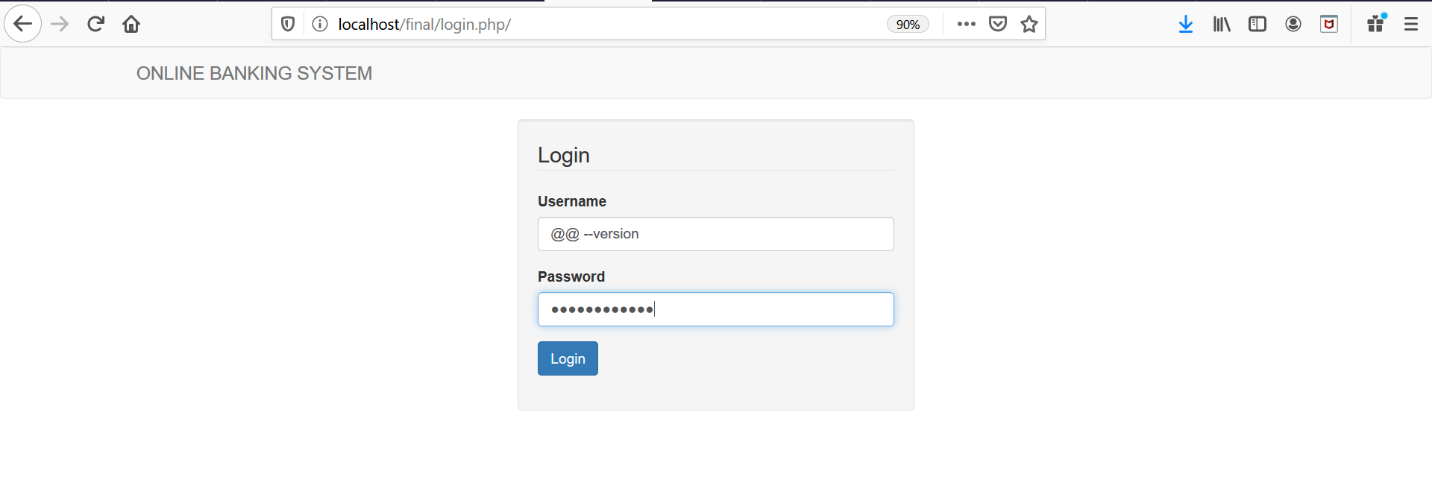 localhost/final/login.php/ 90%
ONLINE BANKING SYSTEM
Login
Username
@@ --version
Password
••••••••••••
Login